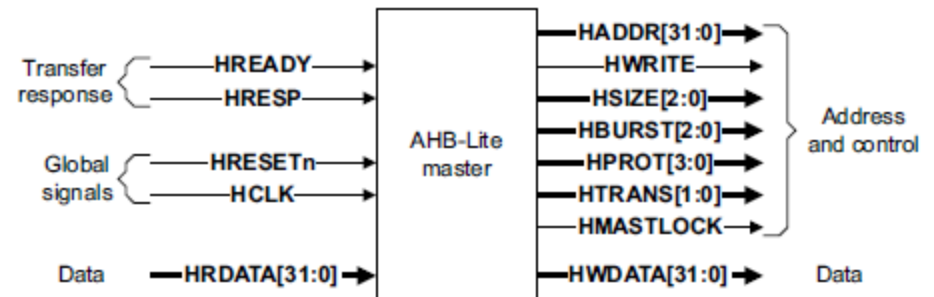 Transfer
response
HREADY
HRESP
Global
signals
HRESETn
HCLK
Data
HRDATA[31:0]
AHB-Lite
master
HADDR[31:0]
HWRITE
HSIZE[2:0]
HBURST[2:0]
HPROT[3:0]
HTRANS[1:0]
HMASTLOCK
Address
and control
HWDATA[31:0]
Data